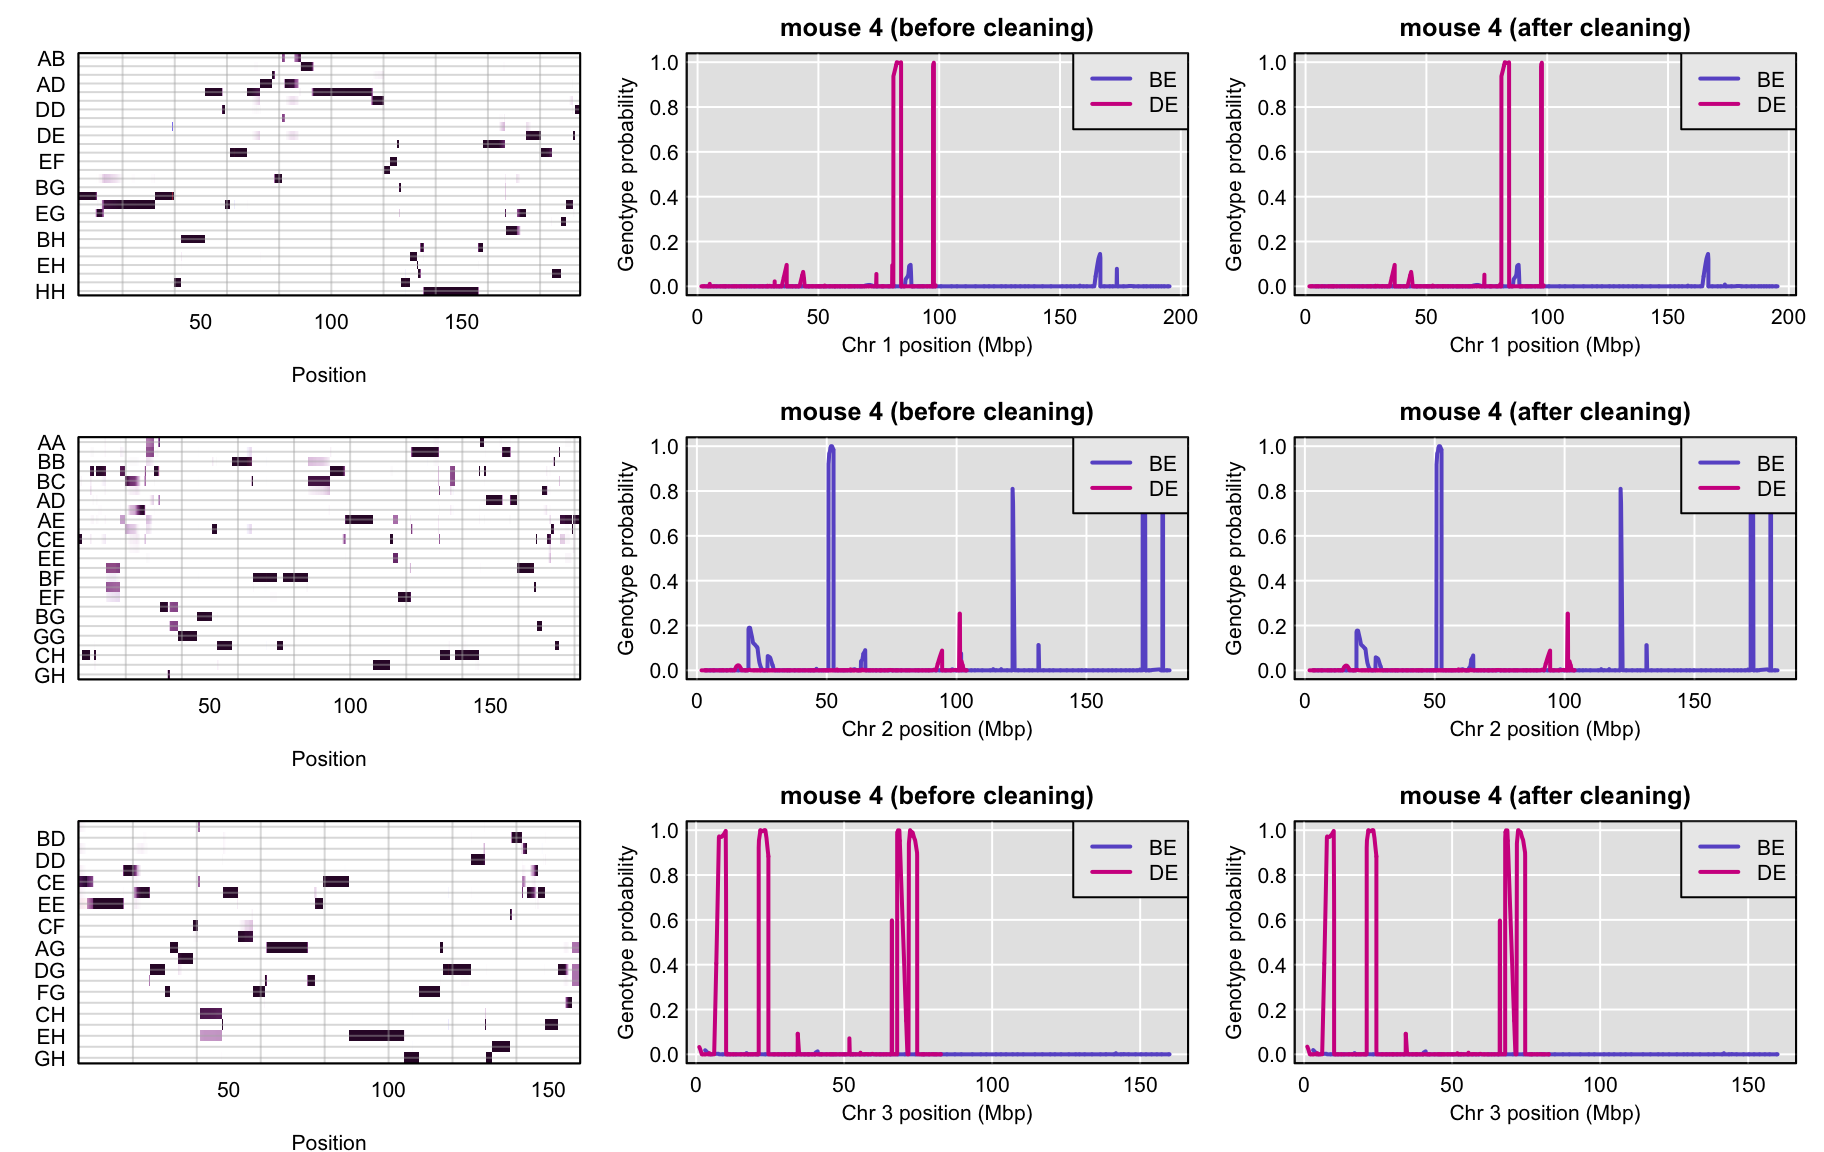 AB
AD
DD
DE
EF
BG
EG
BH
EH
HH
50 100 150
Position
mouse 4 (before cleaning)
Genotype probability
1.0
0.8
0.6
0.4
0.2
0.0
BE
DE
0 50 100 150 200
Chr 1 position (Mbp)
mouse 4 (after cleaning)
Genotype probability
1.0
0.8
0.6
0.4
0.2
0.0
BE
DE
0 50 100 150 200
Chr 1 position (Mbp)
AA
BB
BC
AD
AE
CE
EE
BF
EF
BG
GG
CH
GH
50 100 150
Position
mouse 4 (before cleaning)
Genotype probability
1.0
0.8
0.6
0.4
0.2
0.0
BE
DE
0 50 100 150
Chr 2 position (Mbp)
mouse 4 (after cleaning)
Genotype probability
1.0
0.8
0.6
0.4
0.2
0.0
BE
DE
0 50 100 150
Chr 2 position (Mbp)
BD
DD
CE
EE
CF
AG
DG
FG
CH
EH
GH
50 100 150
Position
mouse 4 (before cleaning)
Genotype probability
1.0
0.8
0.6
0.4
0.2
0.0
BE
DE
0 50 100 150
Chr 3 position (Mbp)
mouse 4 (after cleaning)
Genotype probability
1.0
0.8
0.6
0.4
0.2
0.0
BE
DE
0 50 100 150
Chr 3 position (Mbp)